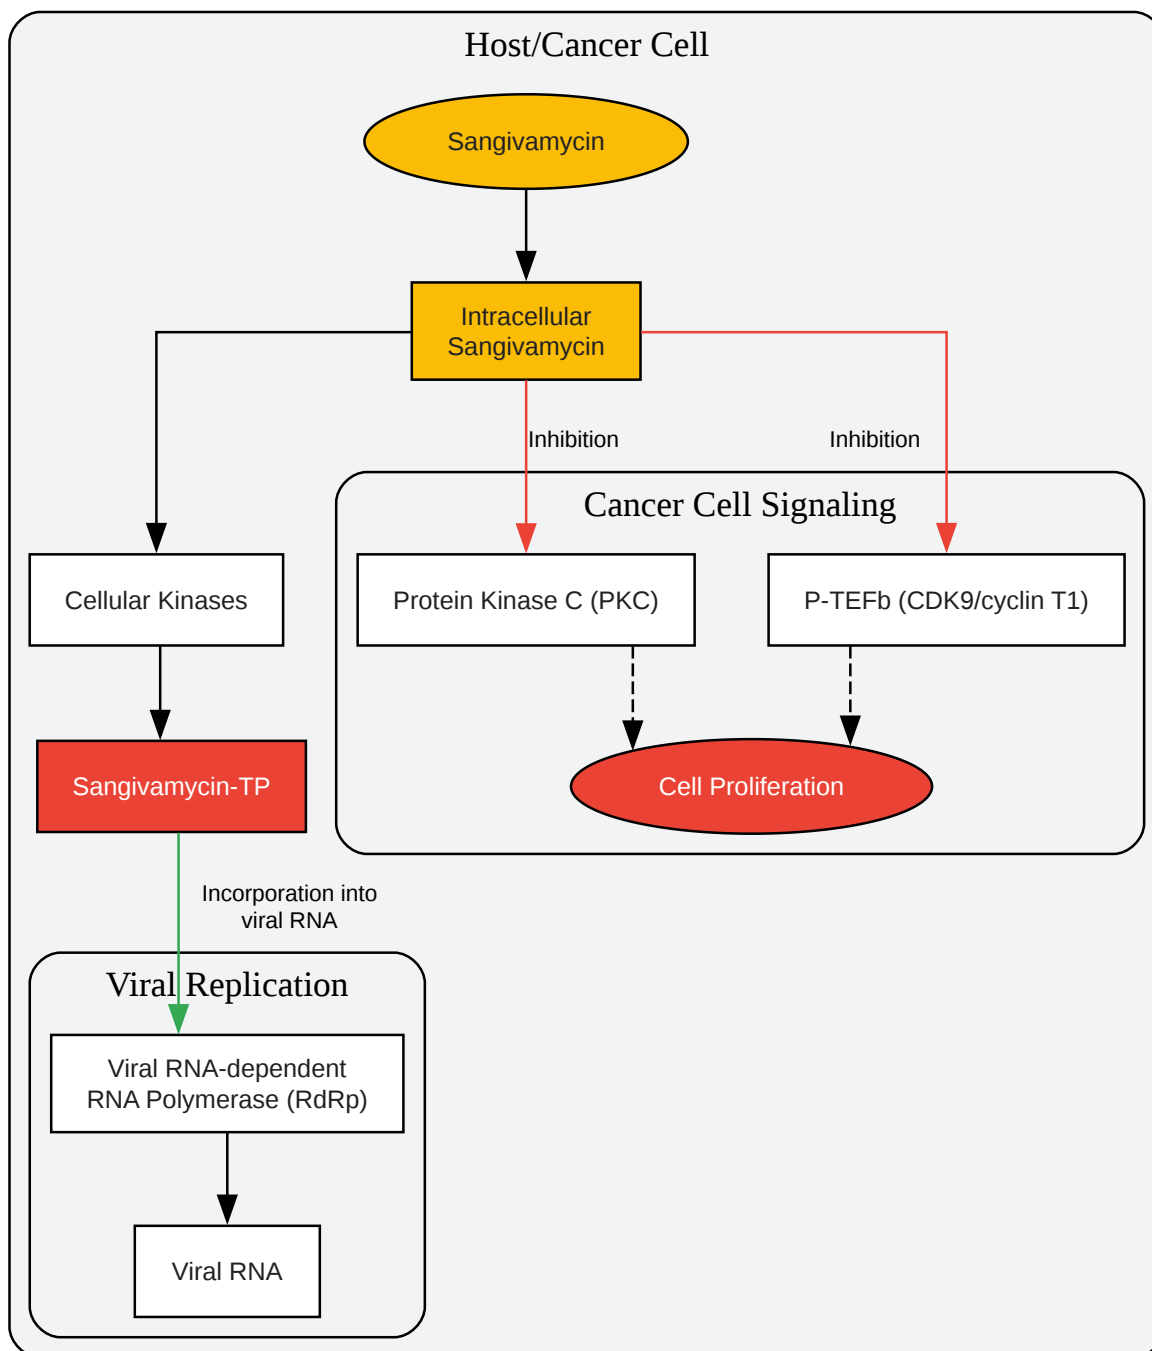 Host/Cancer Cell
Sangivamycin
Intracellular
Sangivamycin
Inhibition
Inhibition
Cancer Cell Signaling
Cellular Kinases
Protein Kinase C (PKC)
P-TEFb (CDK9/cyclin T1)
Sangivamycin-TP
Cell Proliferation
Incorporation into
viral RNA
Viral Replication
Viral RNA-dependent
RNA Polymerase (RdRp)
Viral RNA